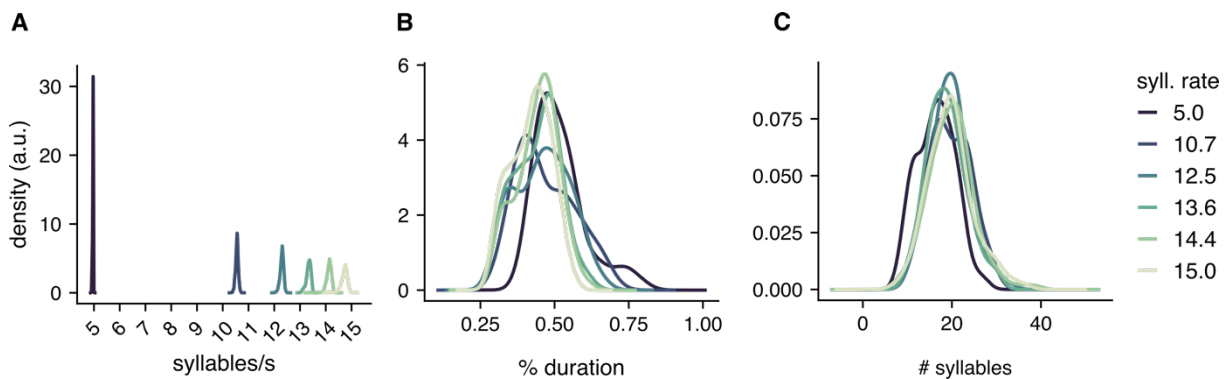 A
density (a.u.)
30
20
10
0
5 6 7 8 9 10 11 12 13 14 15
syllables/s
B
6
4
2
0
0.25 0.50 0.75 1.00
% duration
C
0.075
0.050
0.025
0.000
0 20 40
# syllables
syll. rate
5.0
10.7
12.5
13.6
14.4
15.0